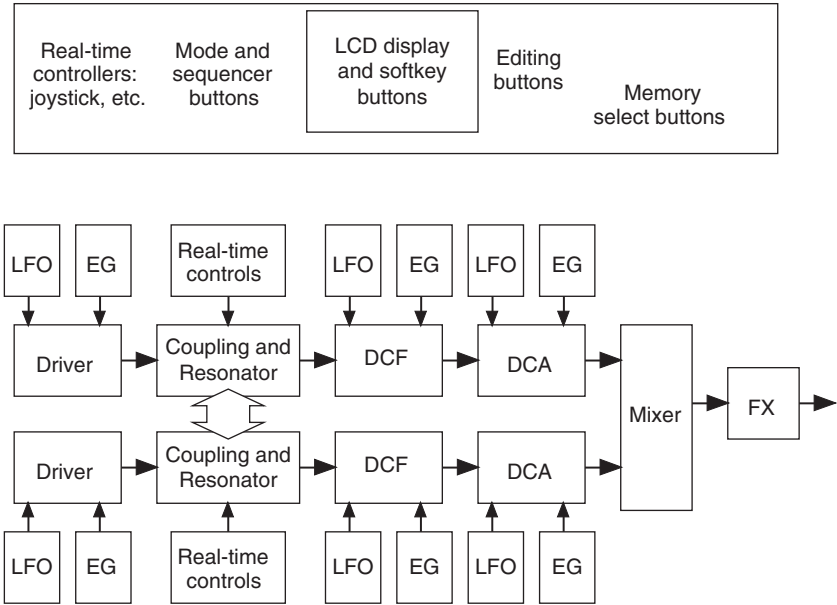 Real-time
controllers:
joystick, etc.
Mode and
sequencer
buttons
LCD display
and softkey
buttons
Editing
buttons
Memory
select buttons
LFO
EG
Real-time
controls
LFO
EG
LFO
EG
Driver
Coupling and
Resonator
DCF
DCA
Mixer
FX
Driver
Coupling and
Resonator
DCF
DCA
LFO
EG
Real-time
controls
LFO
EG
LFO
EG